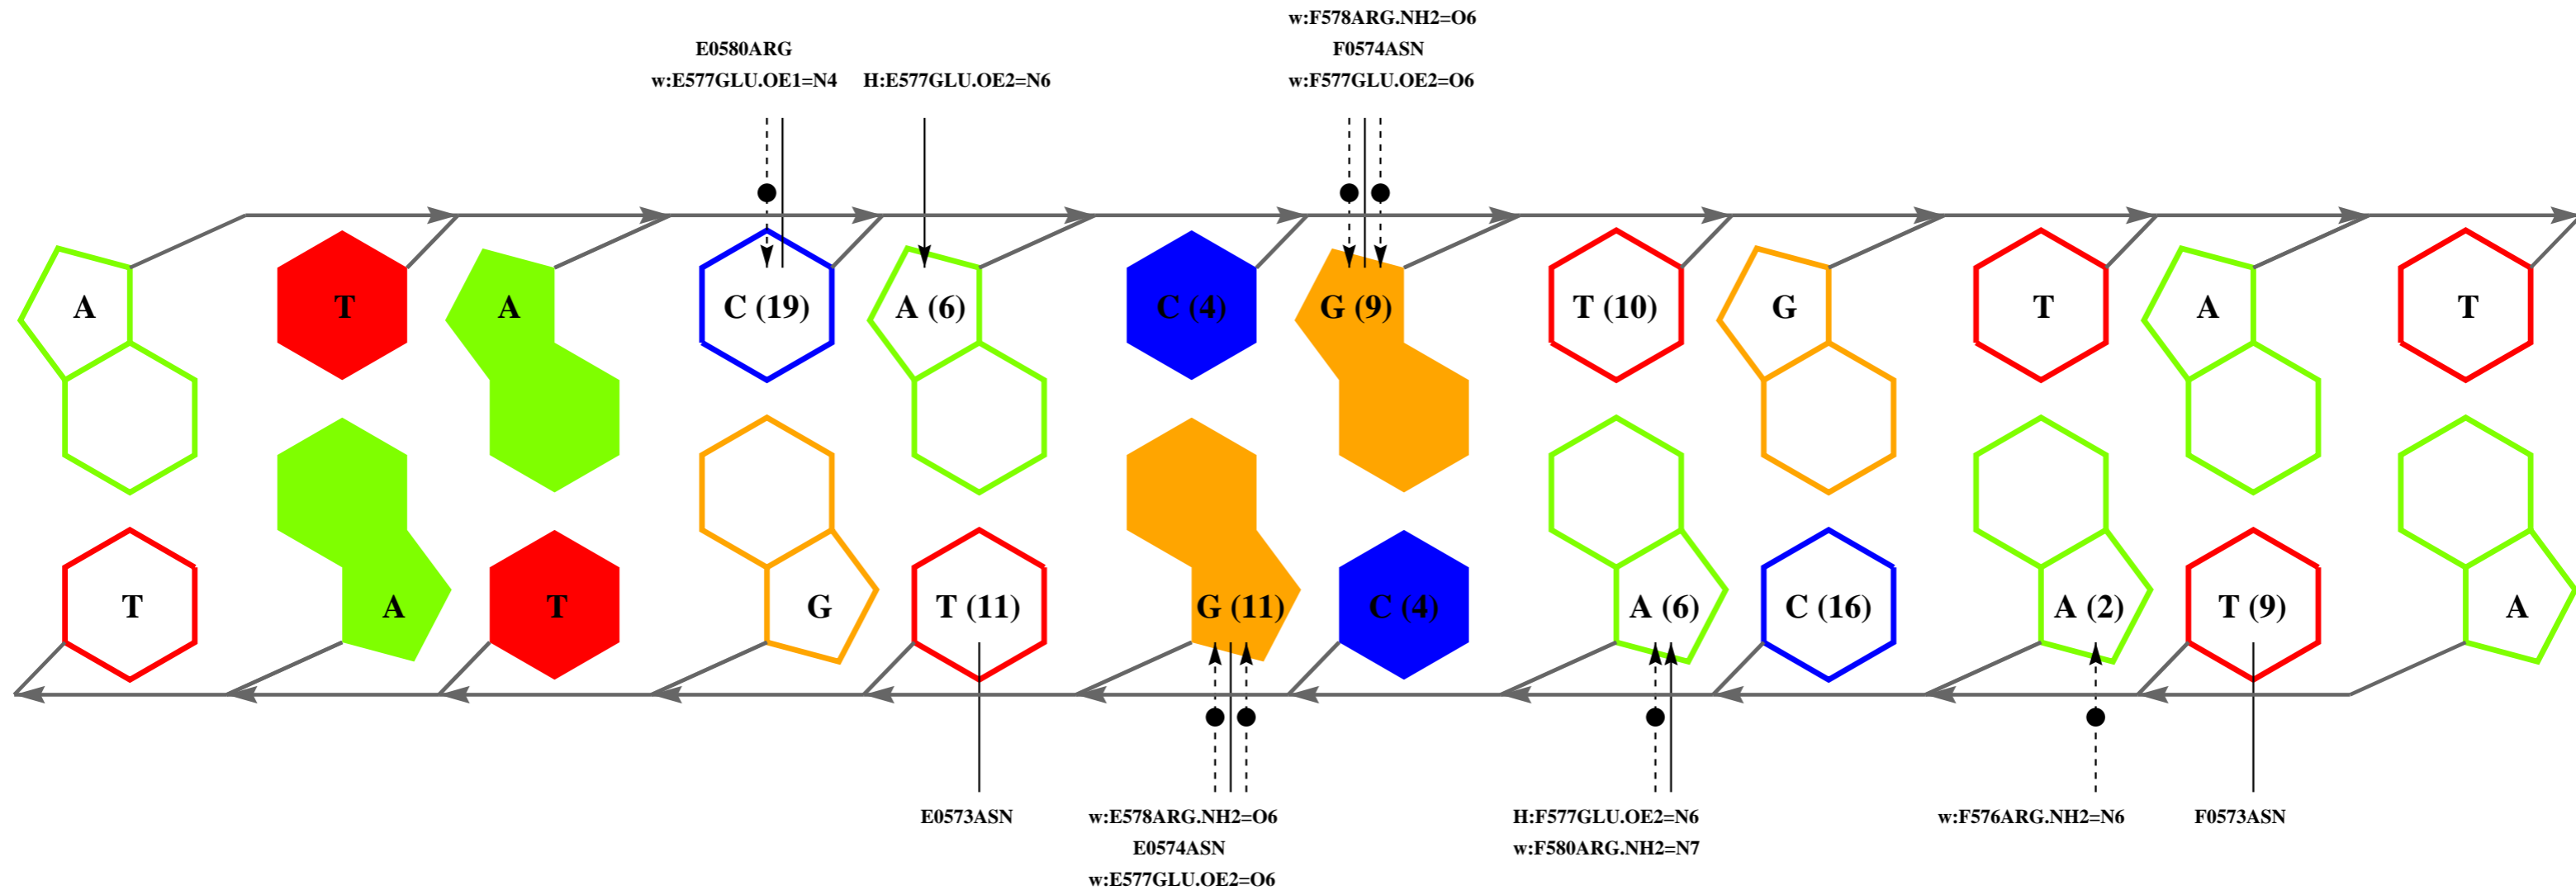 w:F578ARG.NH2=O6
E0580ARG
F0574ASN
w:E577GLU.OE1=N4
H:E577GLU.OE2=N6
w:F577GLU.OE2=O6
A
T
A
C (19)
A (6)
C (4)
G (9)
T (10)
G
T
A
T
T
A
T
G
T (11)
G (11)
C (4)
A (6)
C (16)
A (2)
T (9)
A
E0573ASN
w:E578ARG.NH2=O6
H:F577GLU.OE2=N6
w:F576ARG.NH2=N6
F0573ASN
E0574ASN
w:F580ARG.NH2=N7
w:E577GLU.OE2=O6